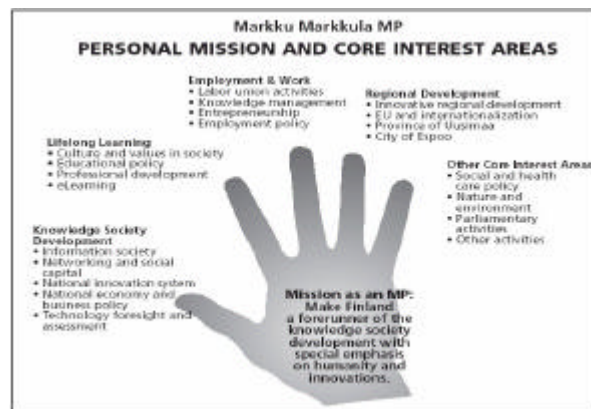 Markku Markkula MP
PERSONAL MISSION AND CORE INTEREST AREAS
Employment & Work
• Labor union activities
• Knowledge management
• Entrepreneurship
• Employment policy
Regional Development
• Innovative regional development
• EU and internationalization
• Province of Uusimaa
• City of Espoo
Lifelong Learning
• Culture and values in society
• Educational policy
• Professional development
• eLearning
Other Core Interest Areas
• Social and health
care policy
• Nature and
environment
• Parliamentary
activities
• Other activities
Knowledge Society
Development
• Information society
• Networking and social
capital
• National innovation system
• National economy and
business policy
• Technology foresight and
assessment
Mission as an MP:
Make Finland
a forerunner of the
knowledge society
development with
special emphasis
on humanity and
innovations.